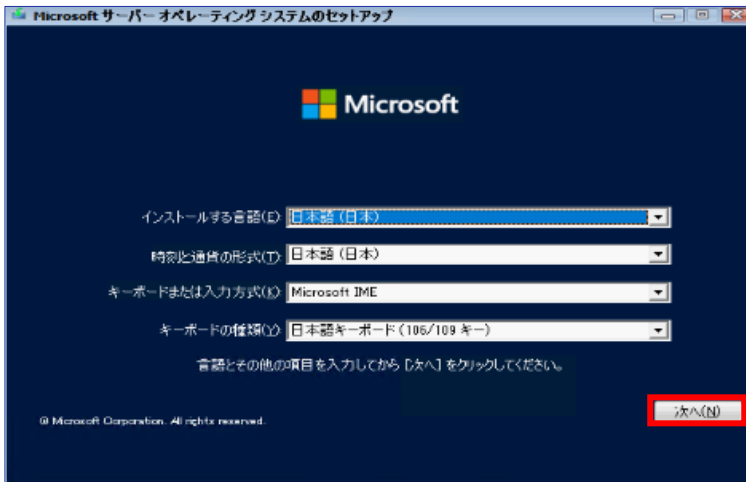 Microsoft サーバー オペレーティング システムのセットアップ
Microsoft
インストールする言語(E): 日本語 (日本)
時刻と通貨の形式(T): 日本語 (日本)
キーボードまたは入力方式(K): Microsoft IME
キーボードの種類(Y): 日本語キーボード (106/109 キー)
言語とその他の項目を入力してから [次へ] をクリックしてください。
次へ(N)
© Microsoft Corporation. All rights reserved.